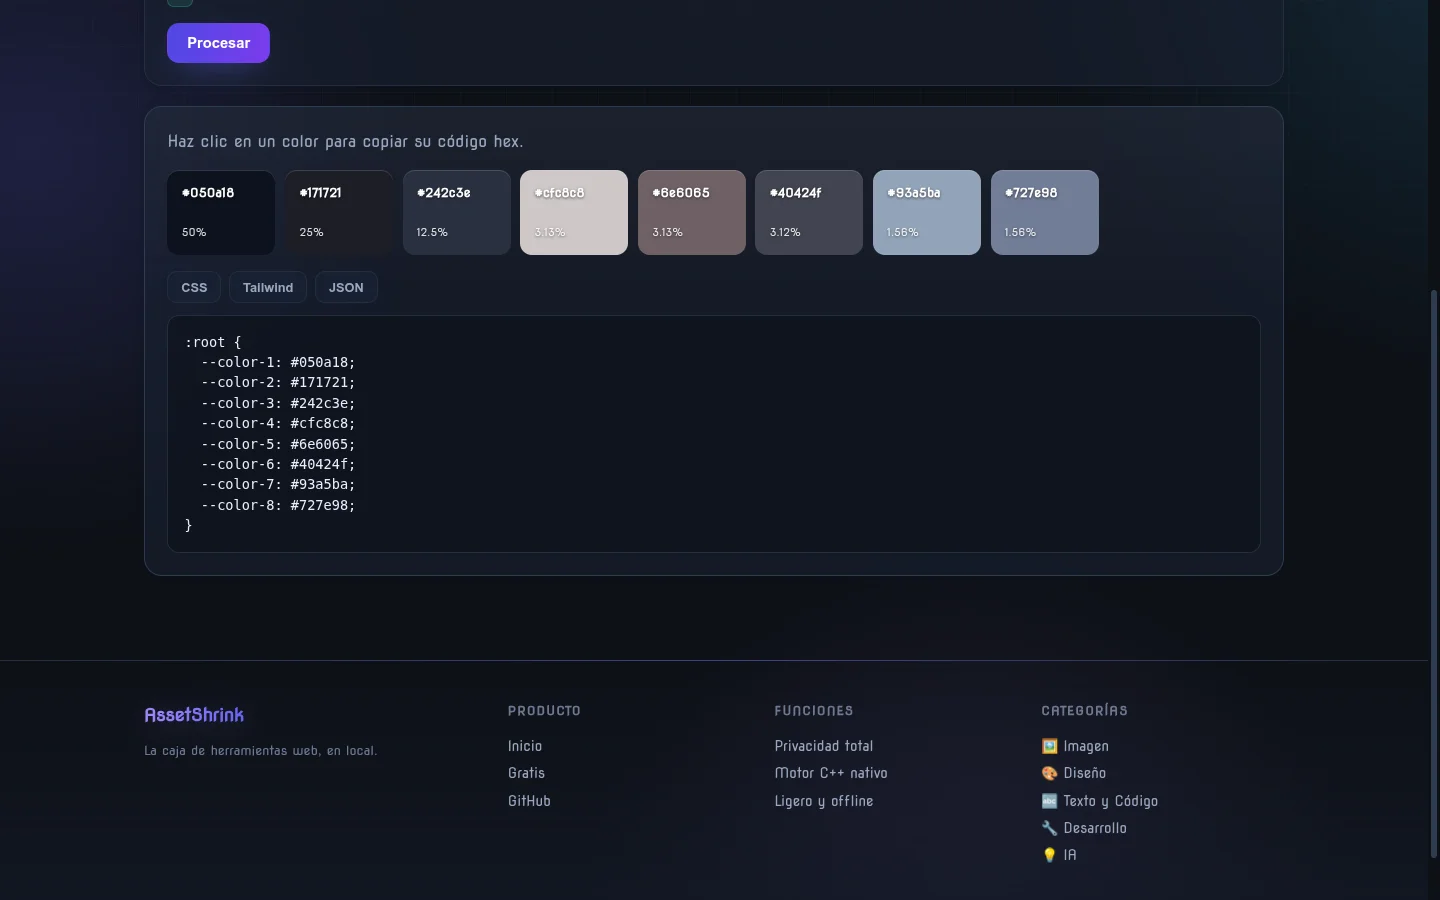 Procesar
Haz clic en un color para copiar su código hex.
#050a18
#171721
#242c3e
#cfc8c8
#6e6065
#40424f
#93a5ba
#727e98
50%
25%
12.5%
3.13%
3.13%
3.12%
1.56%
1.56%
CSS
Tailwind
JSON
:root {
--color-1: #050a18;
--color-2: #171721;
--color-3: #242c3e;
--color-4: #cfc8c8;
--color-5: #6e6065;
--color-6: #40424f;
--color-7: #93a5ba;
--color-8: #727e98;
}
AssetShrink
La caja de herramientas web, en local.
PRODUCTO
Inicio
Gratis
GitHub
FUNCIONES
Privacidad total
Motor C++ nativo
Ligero y offline
CATEGORÍAS
Imagen
Diseño
Texto y Código
Desarrollo
IA